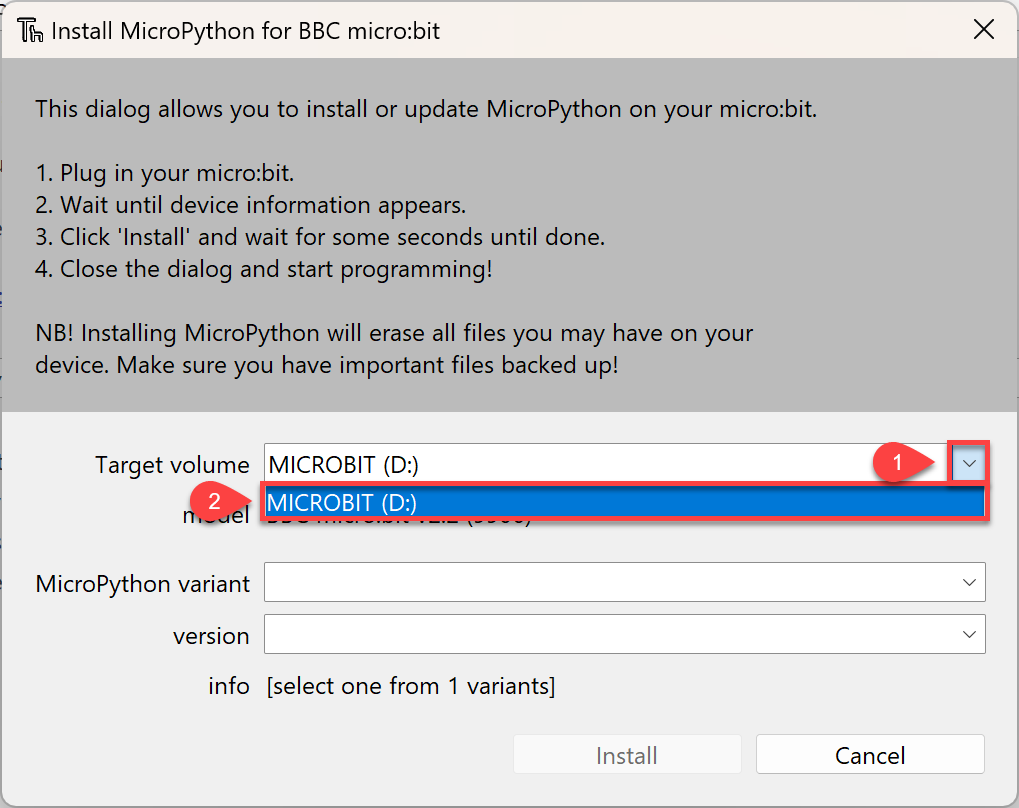 Install MicroPython for BBC micro:bit
This dialog allows you to install or update MicroPython on your micro:bit.
1. Plug in your micro:bit.
2. Wait until device information appears.
3. Click 'Install' and wait for some seconds until done.
4. Close the dialog and start programming!
NB! Installing MicroPython will erase all files you may have on your
device. Make sure you have important files backed up!
Target volume MICROBIT (D:) 1
2 MICROBIT (D:)
model
MicroPython variant
version
info [select one from 1 variants]
Install Cancel